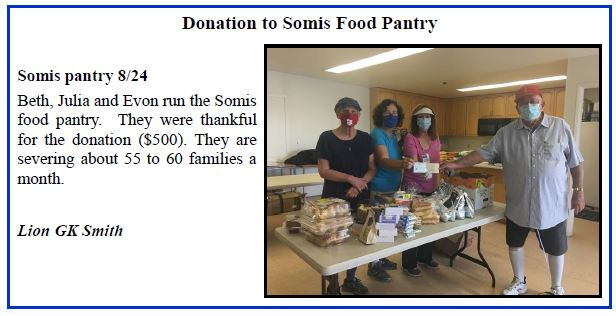 Donation to Somis Food Pantry
Somis pantry 8/24
Beth, Julia and Evon run the Somis
food pantry. They were thankful
for the donation ($500). They are
severing about 55 to 60 families a
month.
Lion GK Smith